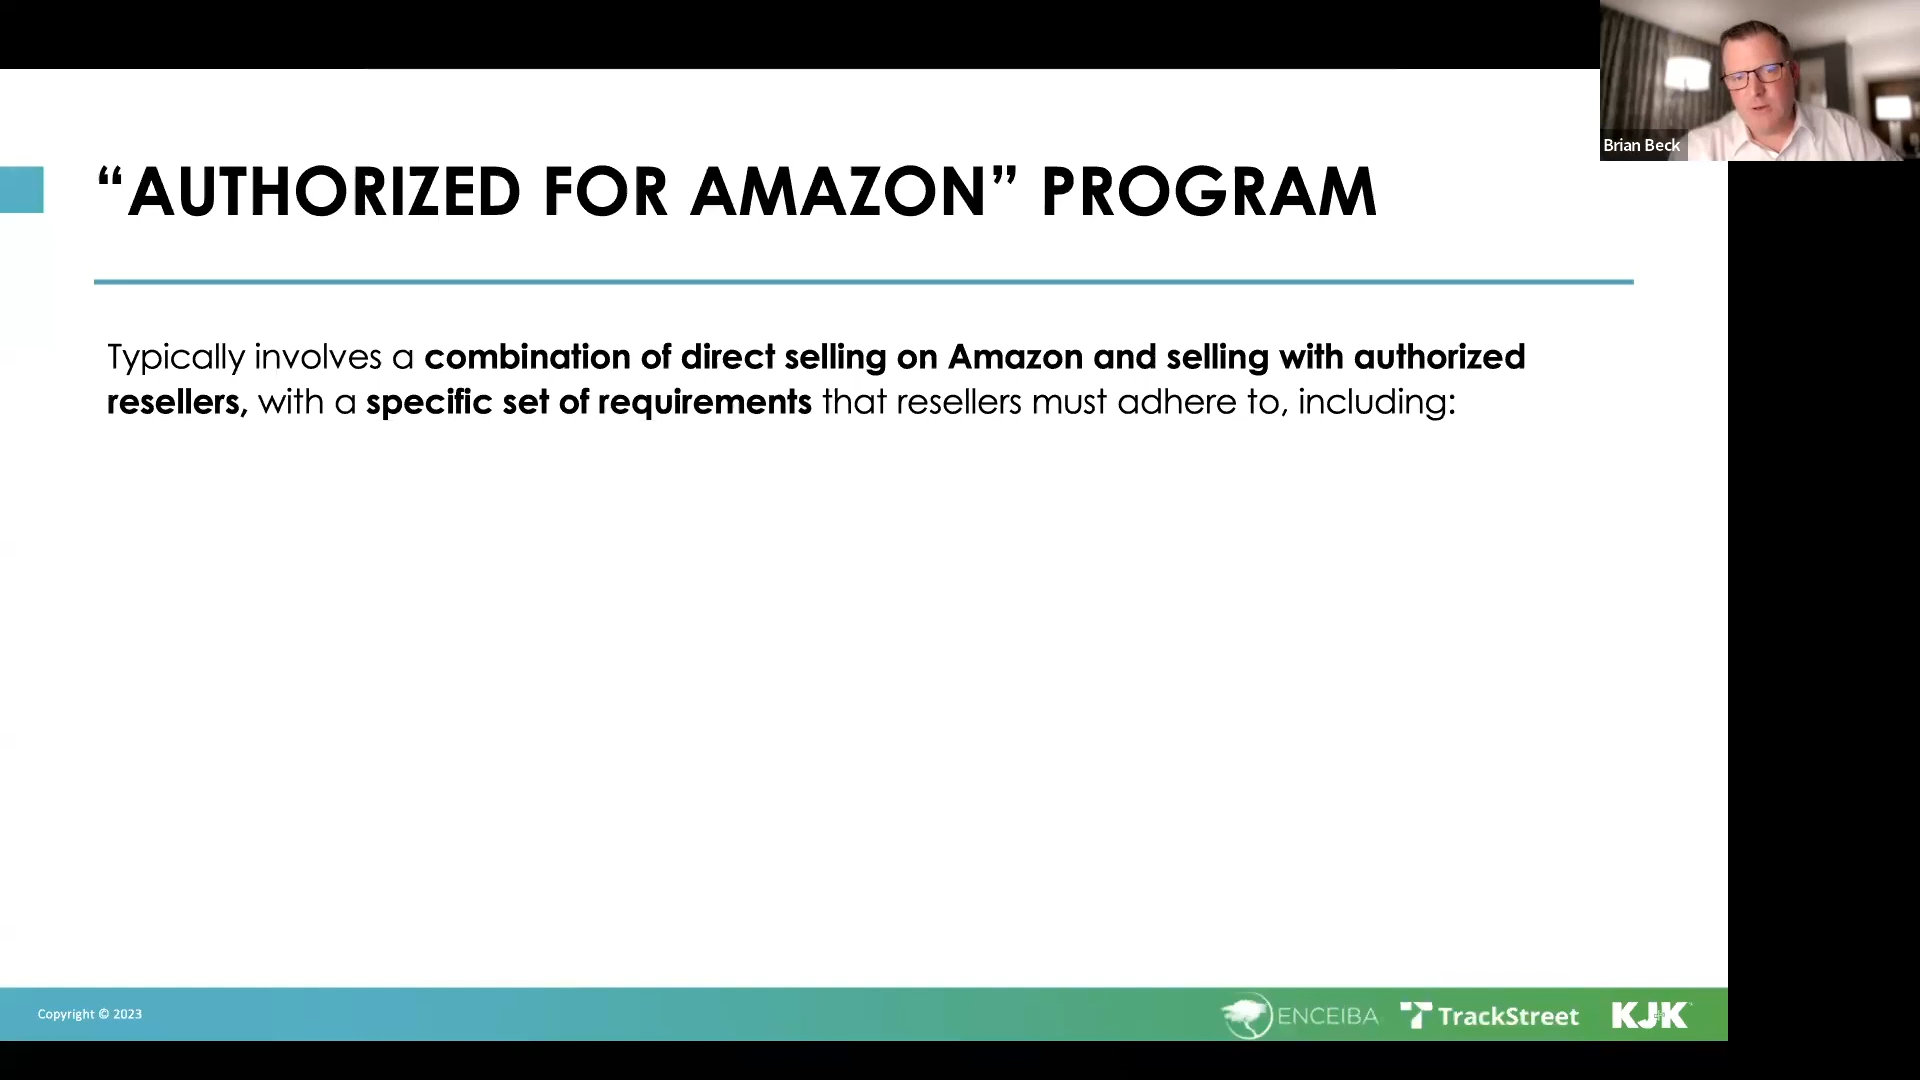 Brian Beck
“AUTHORIZED FOR AMAZON” PROGRAM
Typically involves a combination of direct selling on Amazon and selling with authorized
resellers, with a specific set of requirements that resellers must adhere to, including:
Copyright © 2023
ENCEIBA
TrackStreet
KJK